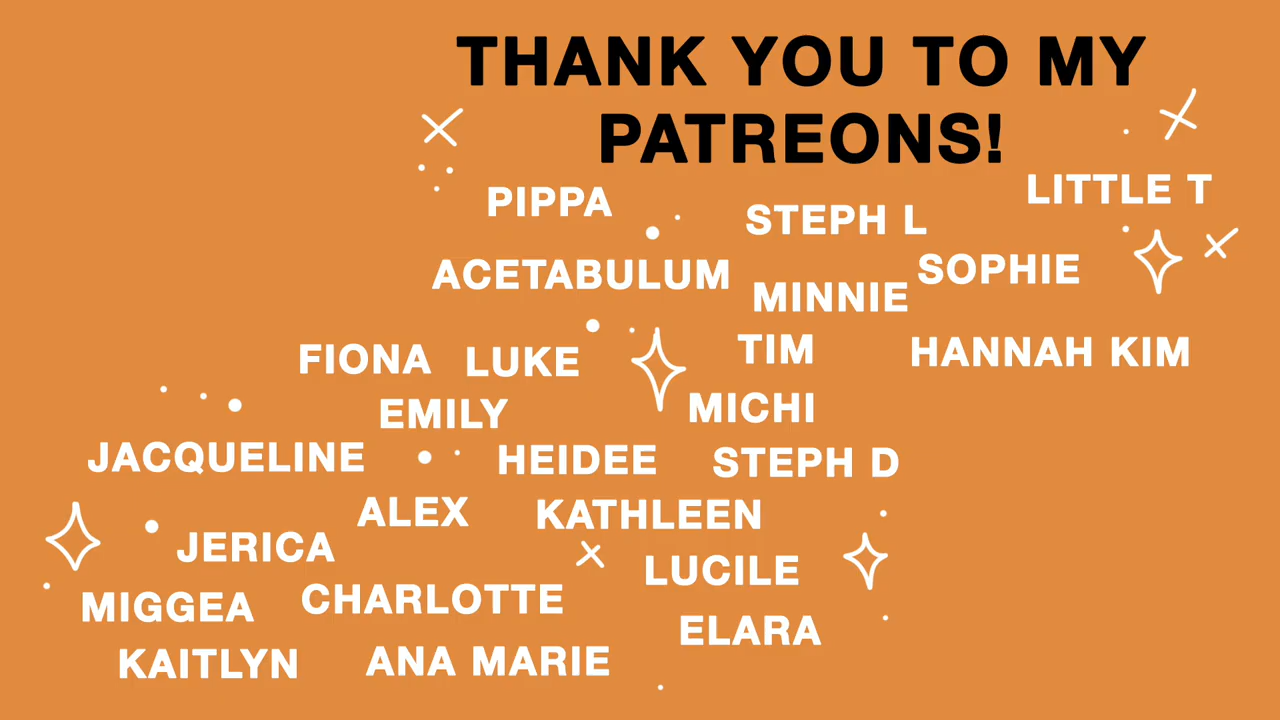 THANK YOU TO MY
PATREONS!
LITTLE T
PIPPA
STEPH L
SOPHIE
ACETABULUM
MINNIE
TIM
HANNAH KIM
FIONA
LUKE
MICHI
EMILY
JACQUELINE
HEIDEE
STEPH D
ALEX
KATHLEEN
JERICA
LUCILE
MIGGEA
CHARLOTTE
ELARA
KAITLYN
ANA MARIE